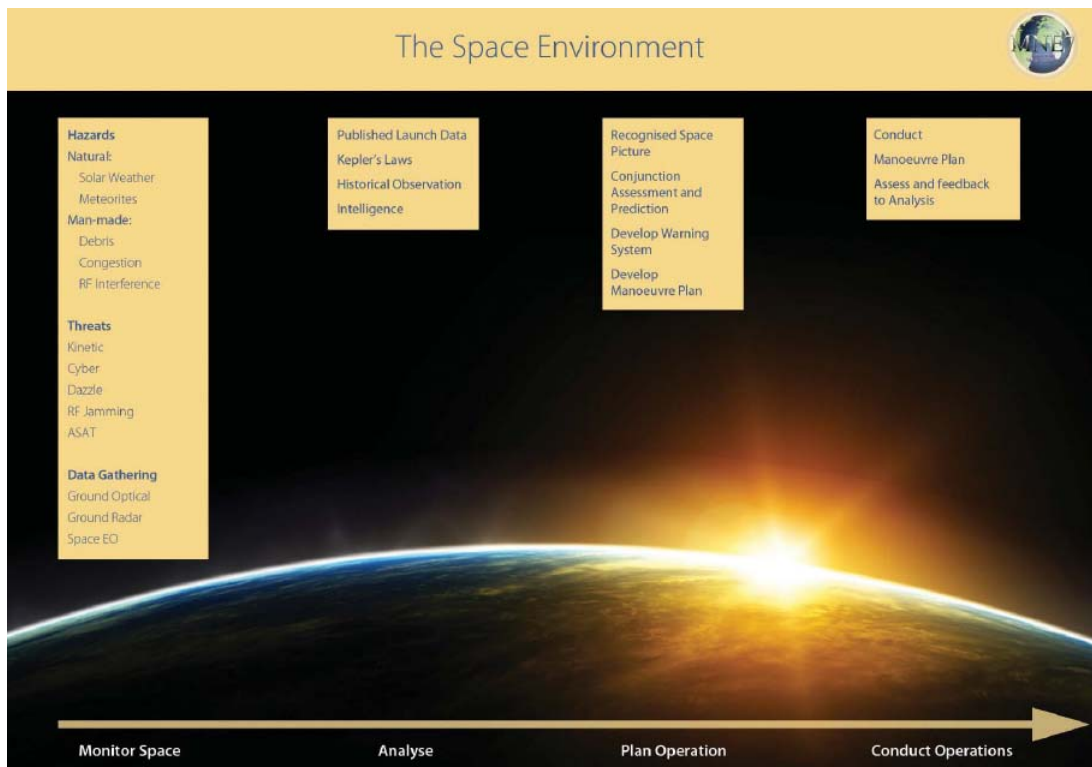 The Space Environment
MNE7
Hazards
Natural:
Solar Weather
Meteorites
Man-made:
Debris
Congestion
RF Interference
Threats
Kinetic
Cyber
Dazzle
RF Jamming
ASAT
Data Gathering
Ground Optical
Ground Radar
Space EO
Published Launch Data
Kepler's Laws
Historical Observation
Intelligence
Recognised Space
Picture
Conjunction
Assessment and
Prediction
Develop Warning
System
Develop
Manoeuvre Plan
Conduct
Manoeuvre Plan
Assess and feedback
to Analysis
Monitor Space
Analyse
Plan Operation
Conduct Operations